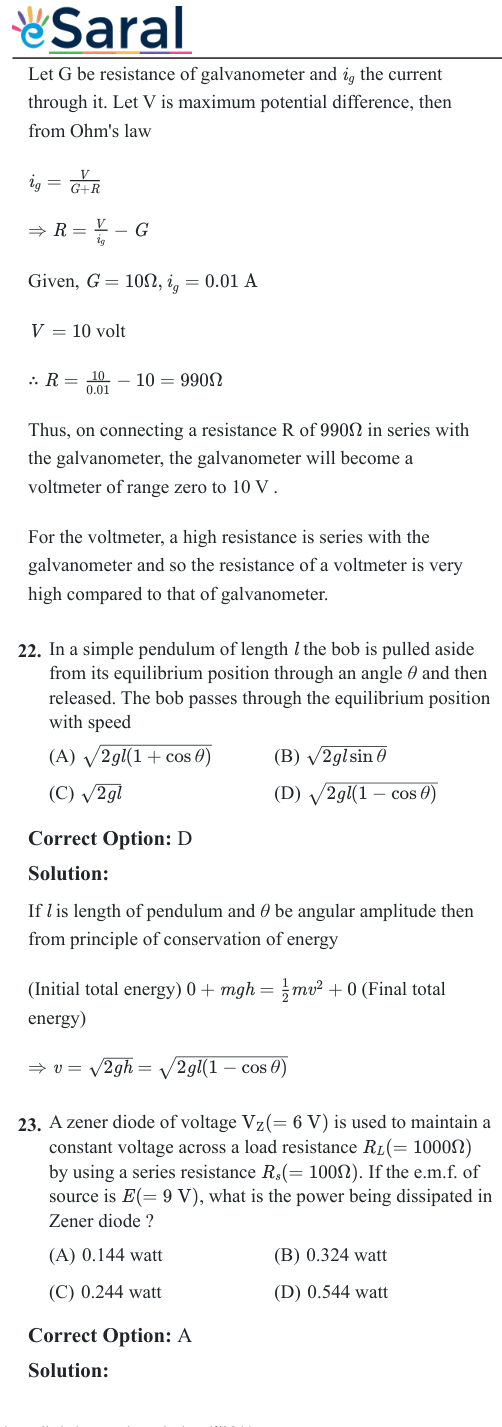 eSaral
Let G be resistance of galvanometer and i_g the current
through it. Let V is maximum potential difference, then
from Ohm's law
i_g = V/(G+R)
⇒ R = V/i_g − G
Given, G = 10Ω, i_g = 0.01 A
V = 10 volt
∴ R = 10/0.01 − 10 = 990Ω
Thus, on connecting a resistance R of 990Ω in series with
the galvanometer, the galvanometer will become a
voltmeter of range zero to 10 V .
For the voltmeter, a high resistance is series with the
galvanometer and so the resistance of a voltmeter is very
high compared to that of galvanometer.
22. In a simple pendulum of length l the bob is pulled aside
from its equilibrium position through an angle θ and then
released. The bob passes through the equilibrium position
with speed
(A) √(2gl(1 + cos θ)) (B) √(2gl sin θ)
(C) √(2gl) (D) √(2gl(1 − cos θ))
Correct Option: D
Solution:
If l is length of pendulum and θ be angular amplitude then
from principle of conservation of energy
(Initial total energy) 0 + mgh = ½mv² + 0 (Final total
energy)
⇒ v = √(2gh) = √(2gl(1 − cos θ))
23. A zener diode of voltage V_Z(= 6 V) is used to maintain a
constant voltage across a load resistance R_L(= 1000Ω)
by using a series resistance R_s(= 100Ω). If the e.m.f. of
source is E(= 9 V), what is the power being dissipated in
Zener diode ?
(A) 0.144 watt (B) 0.324 watt
(C) 0.244 watt (D) 0.544 watt
Correct Option: A
Solution: